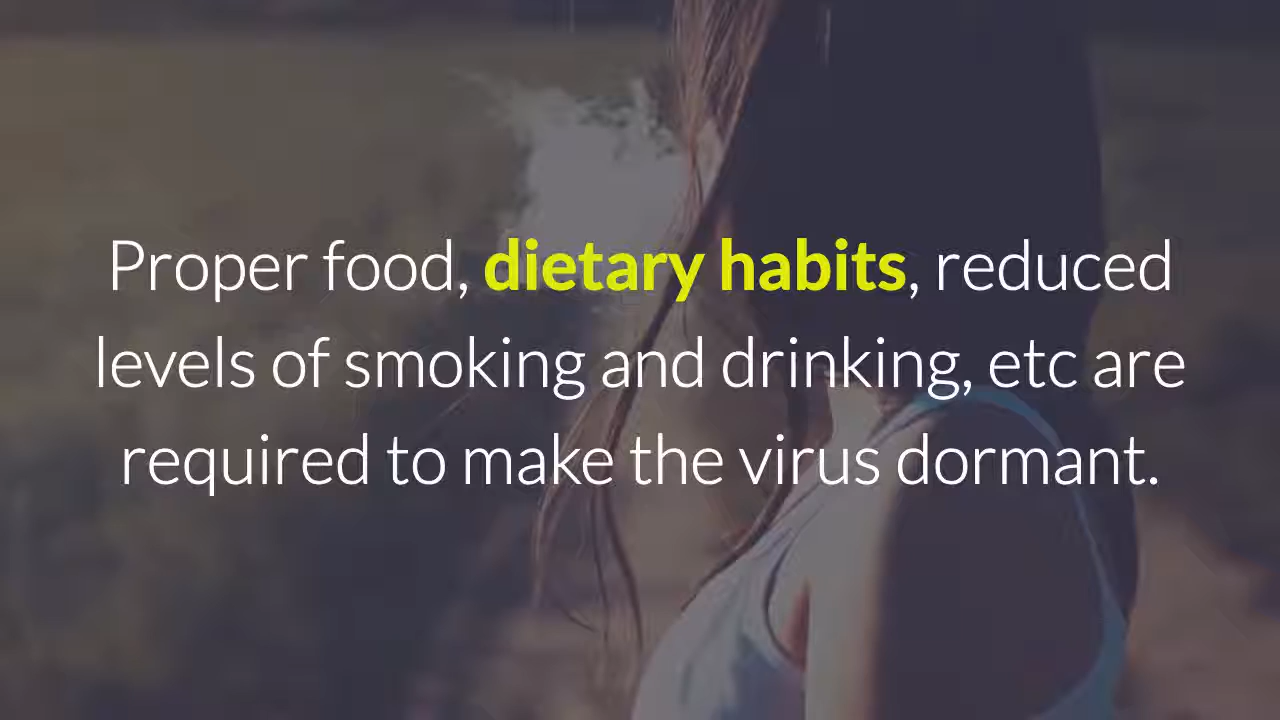 Proper food, dietary habits, reduced
levels of smoking and drinking, etc are
required to make the virus dormant.